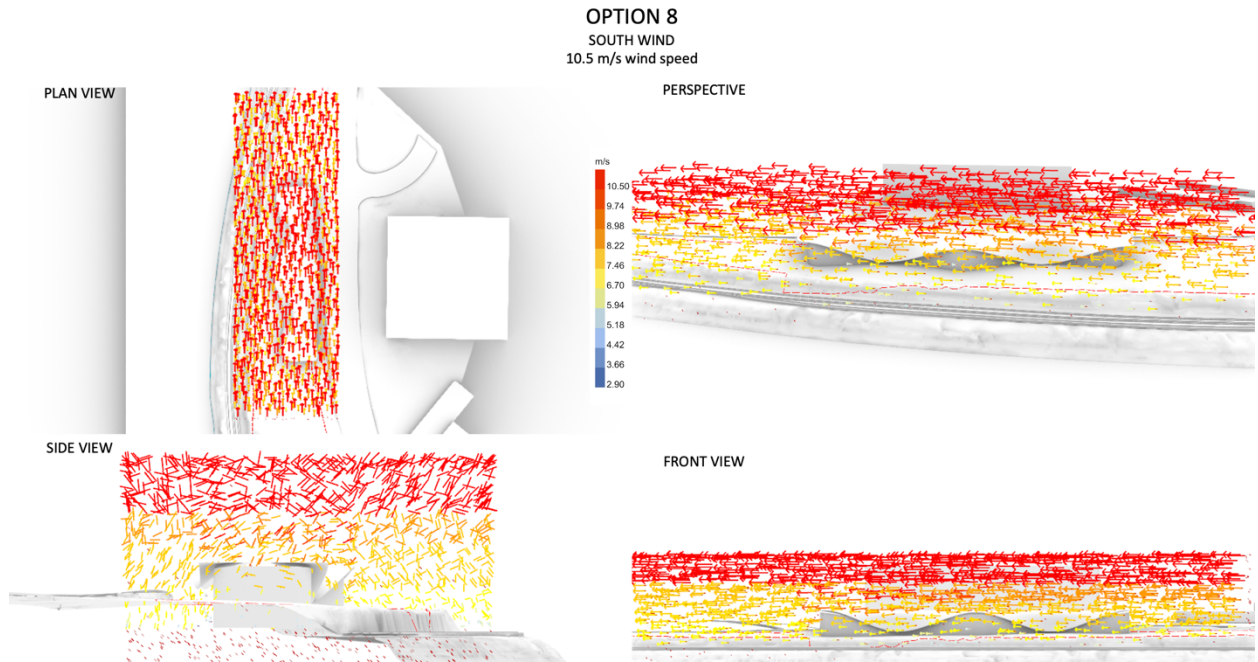 OPTION 8
SOUTH WIND
10.5 m/s wind speed
PLAN VIEW
PERSPECTIVE
m/s
10.50
9.74
8.98
8.22
7.46
6.70
5.94
5.18
4.42
3.66
2.90
SIDE VIEW
FRONT VIEW